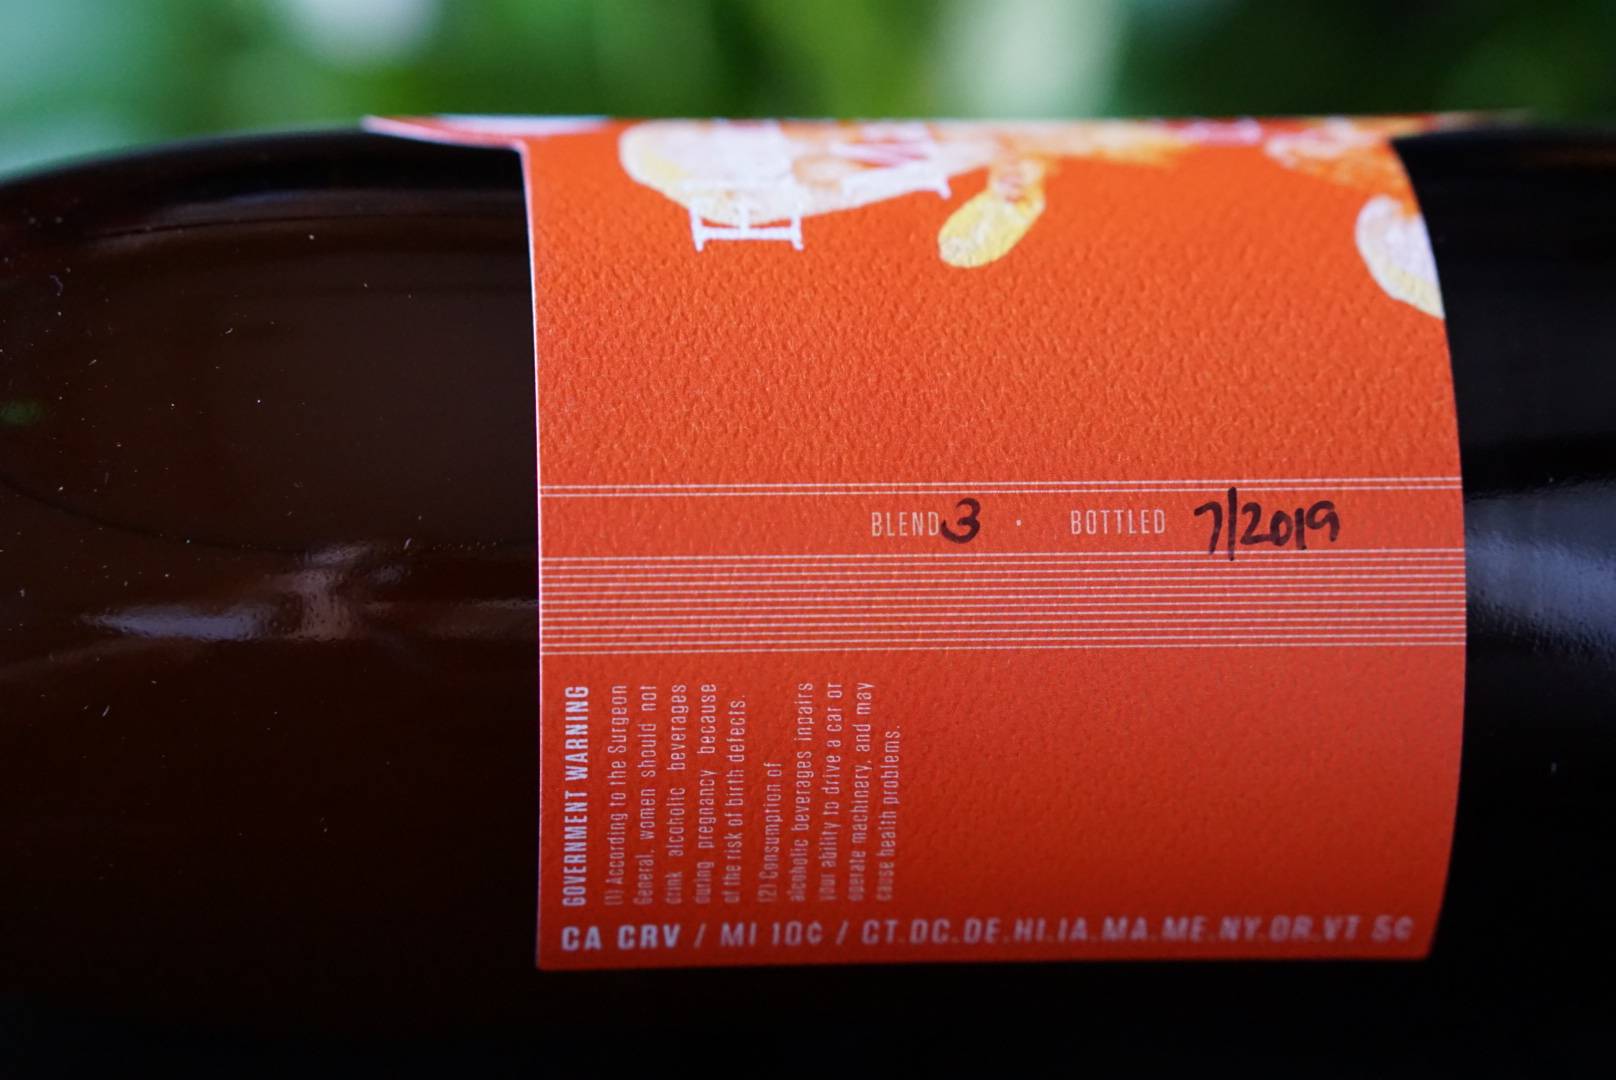 BLEND 3 · BOTTLED 7/2019
GOVERNMENT WARNING
(1) According to the Surgeon
General, women should not
drink alcoholic beverages
during pregnancy because
of the risk of birth defects.
(2) Consumption of
alcoholic beverages inpairs
your ability to drive a car or
operate machinery, and may
cause health problems.
CA CRV / MI 10¢ / CT.DC.DE.HI.IA.MA.ME.NY.OR.VT 5¢